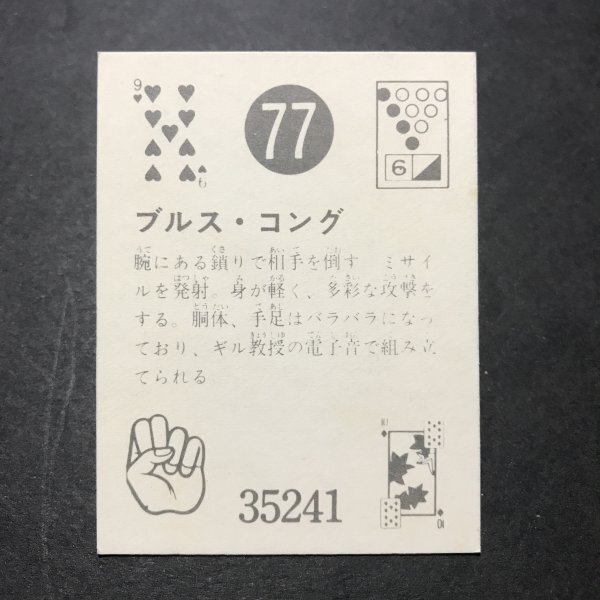 9
77
6
ブルス・コング
腕にある鎖りで相手を倒す ミサイ
ルを発射。身が軽く、多彩な攻撃を
する。胴体、手足はバラバラになっ
ており、ギル教授の電子音で組み立
てられる
35241
10